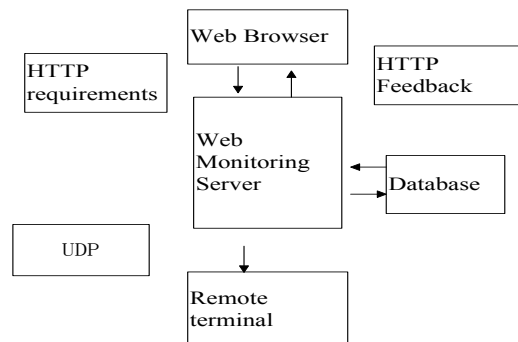 Web Browser
HTTP
requirements
HTTP
Feedback
Web
Monitoring
Server
Database
UDP
Remote
terminal